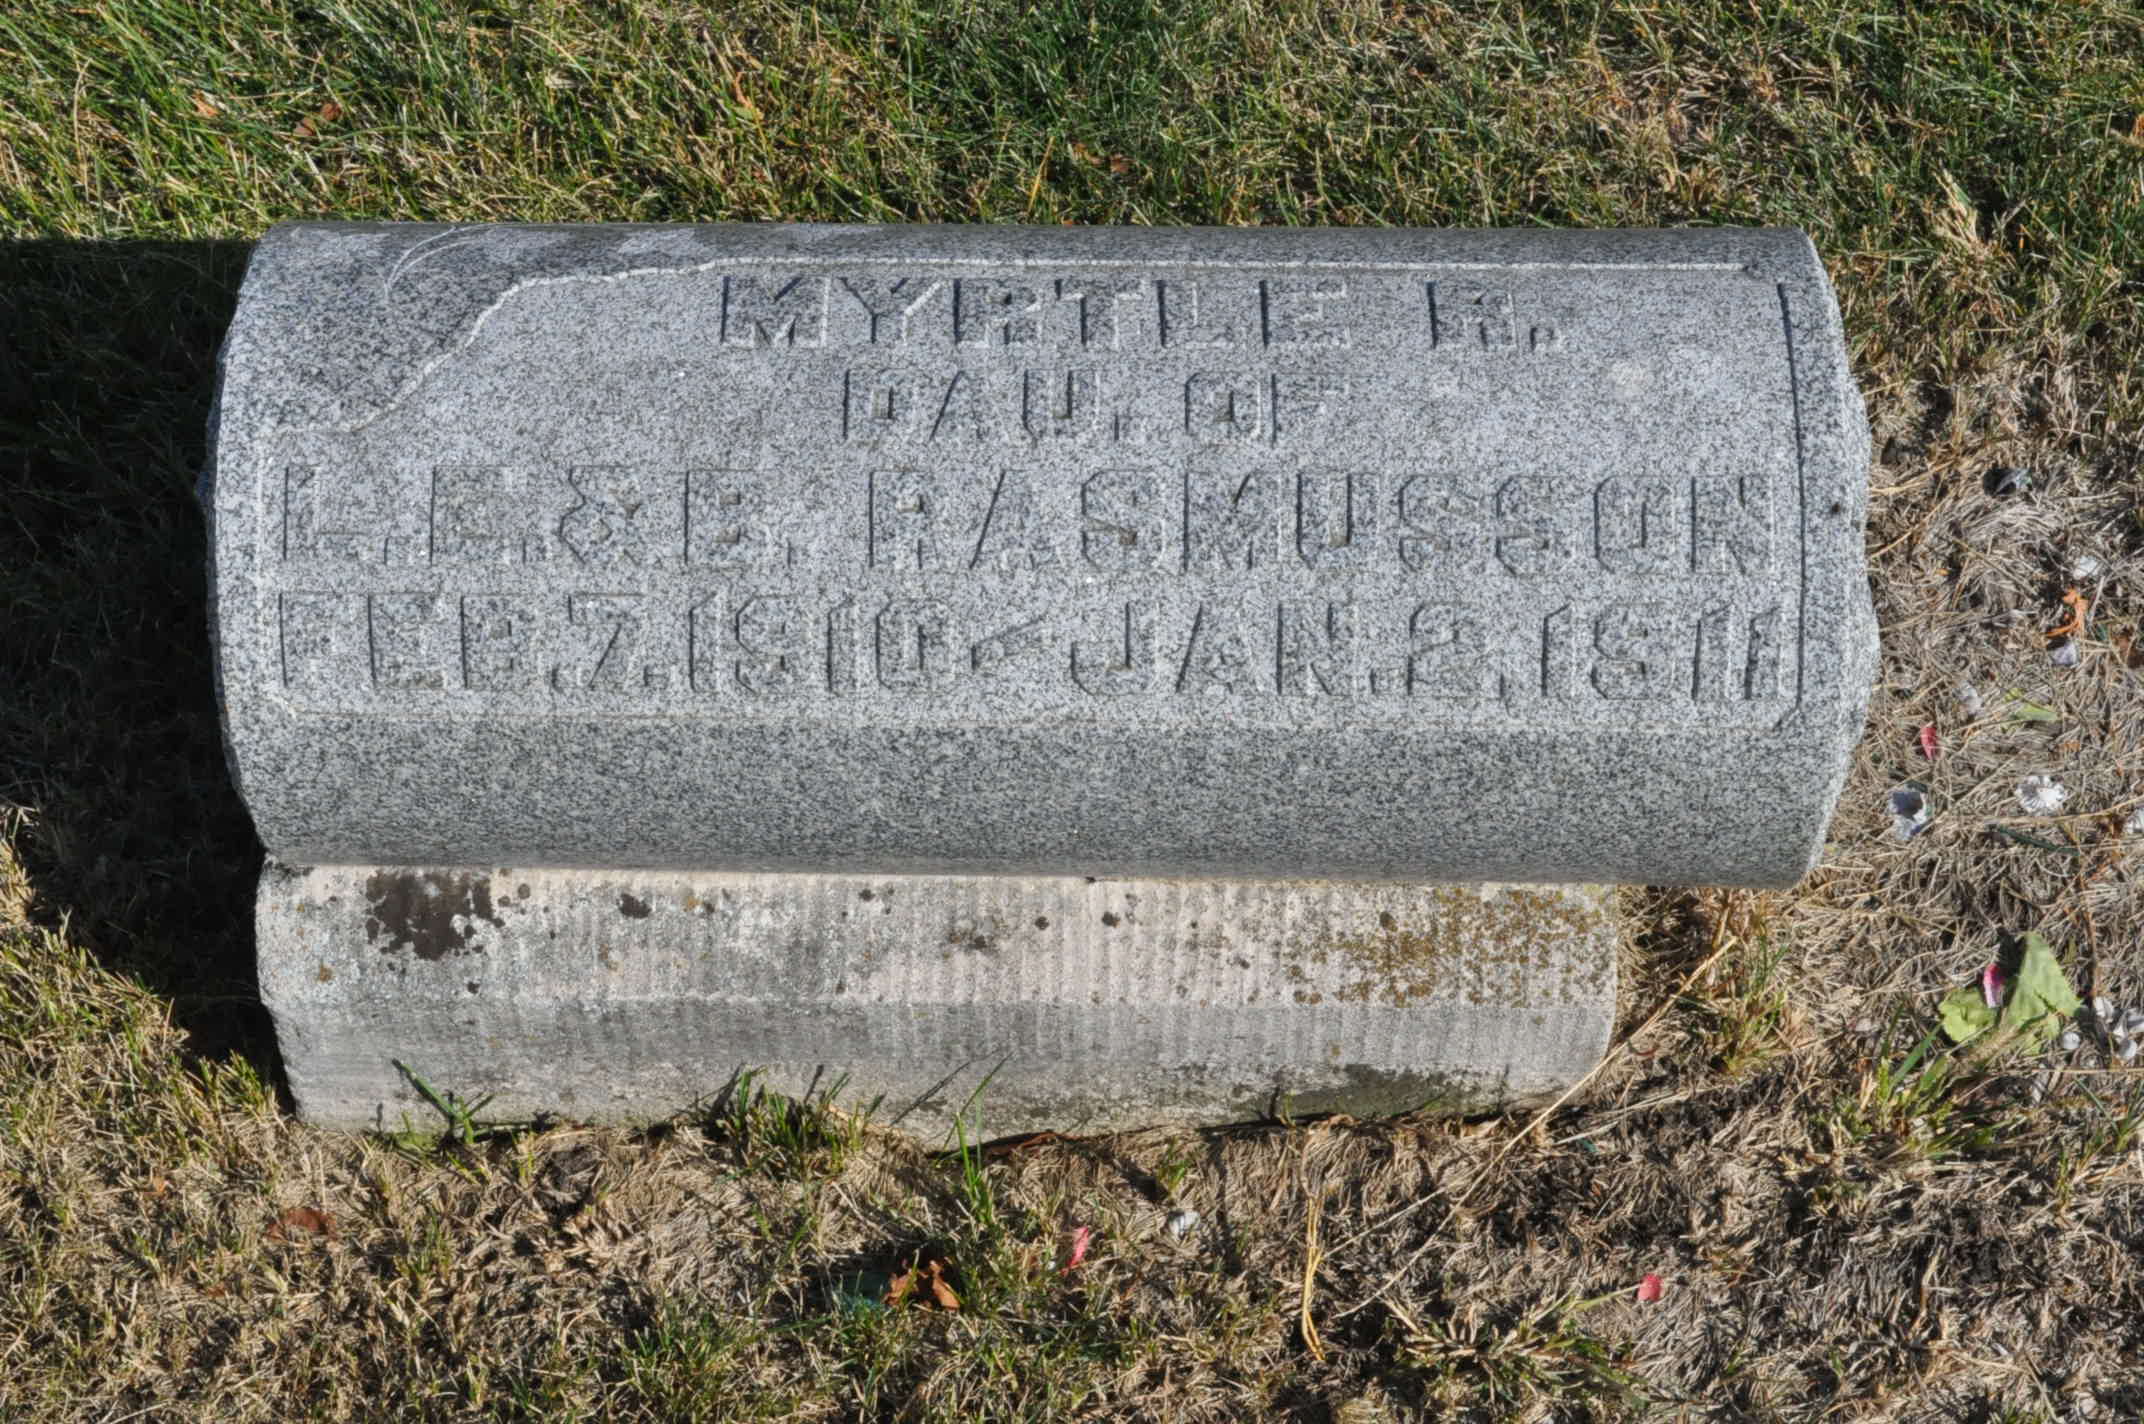 MYRTLE R.
DAU. OF
L.E. & B. RASMUSSON
FEB. 7, 1910 - JAN. 2, 1911